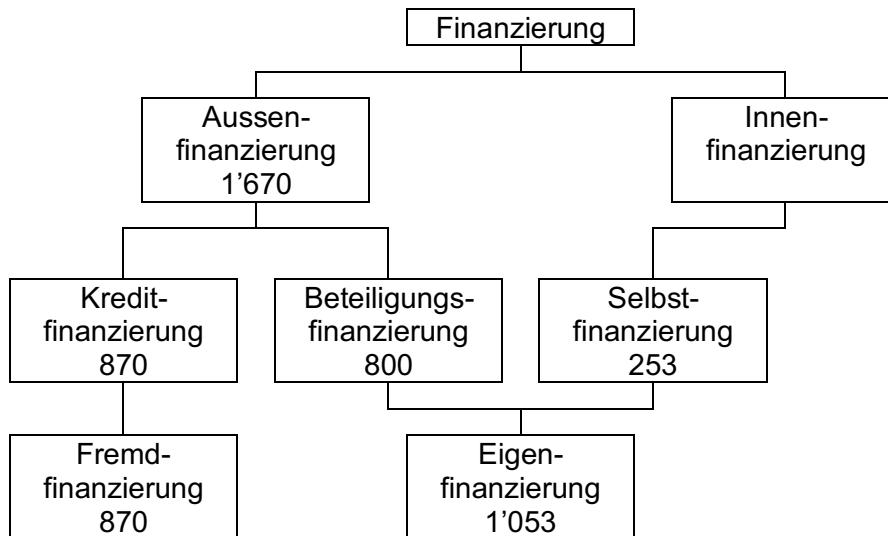 Finanzierung
Aussen-
finanzierung
1’670
Innen-
finanzierung
Kredit-
finanzierung
870
Beteiligungs-
finanzierung
800
Selbst-
finanzierung
253
Fremd-
finanzierung
870
Eigen-
finanzierung
1’053